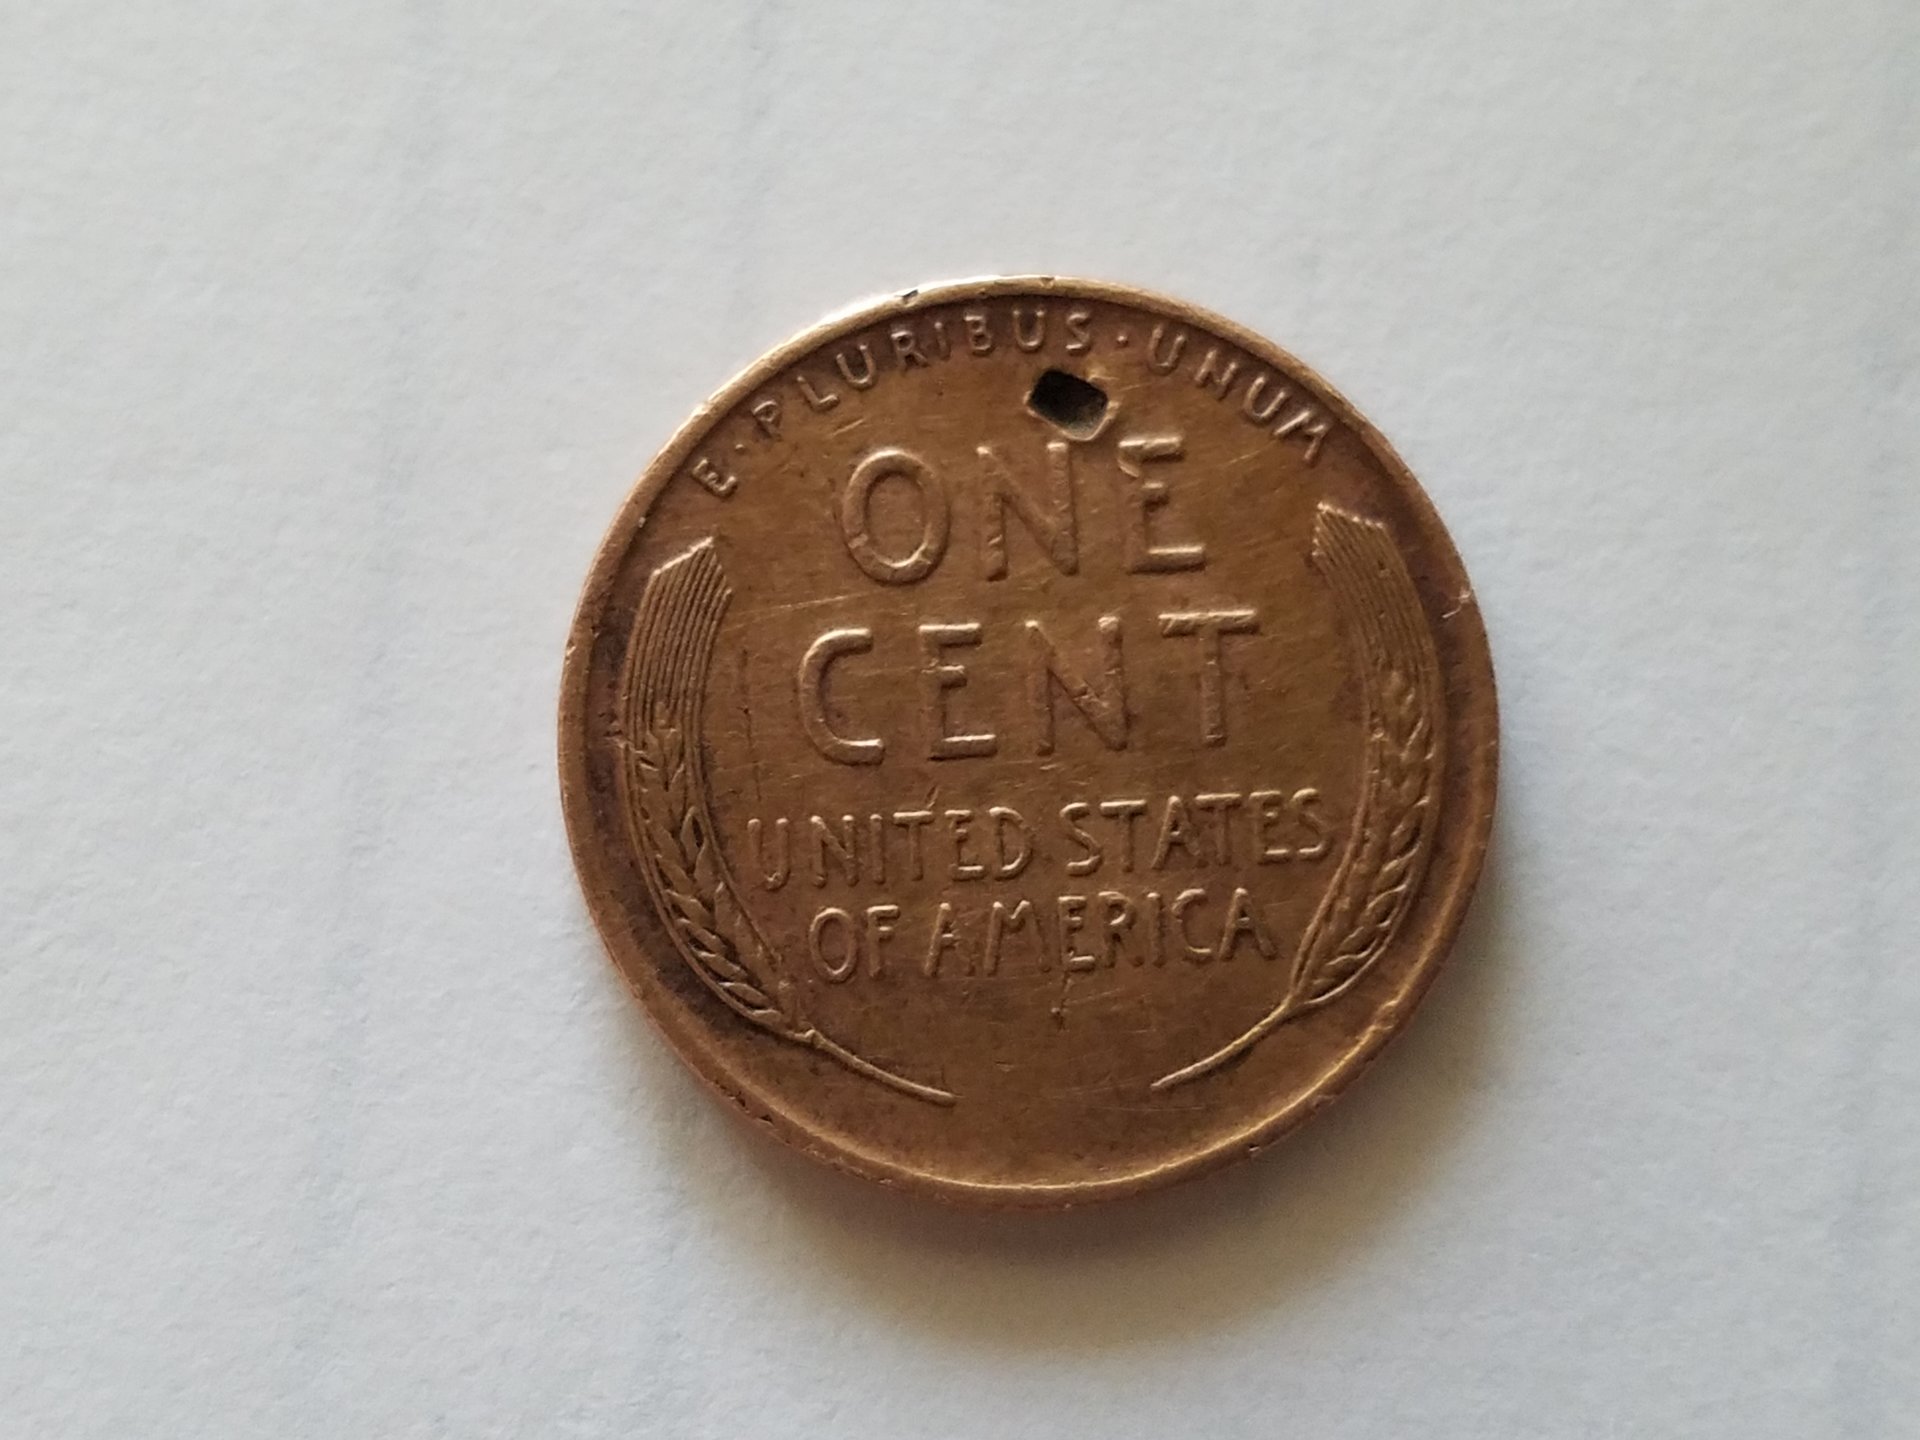 E·PLURIBUS·UNUM
ONE
CENT
UNITED STATES
OF AMERICA